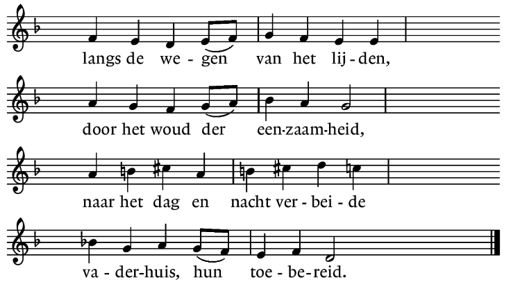 langs de we - gen van het lij - den,
door het woud der een-zaam-heid,
naar het dag en nacht ver - bei - de
va - der-huis, hun toe - be-reid.